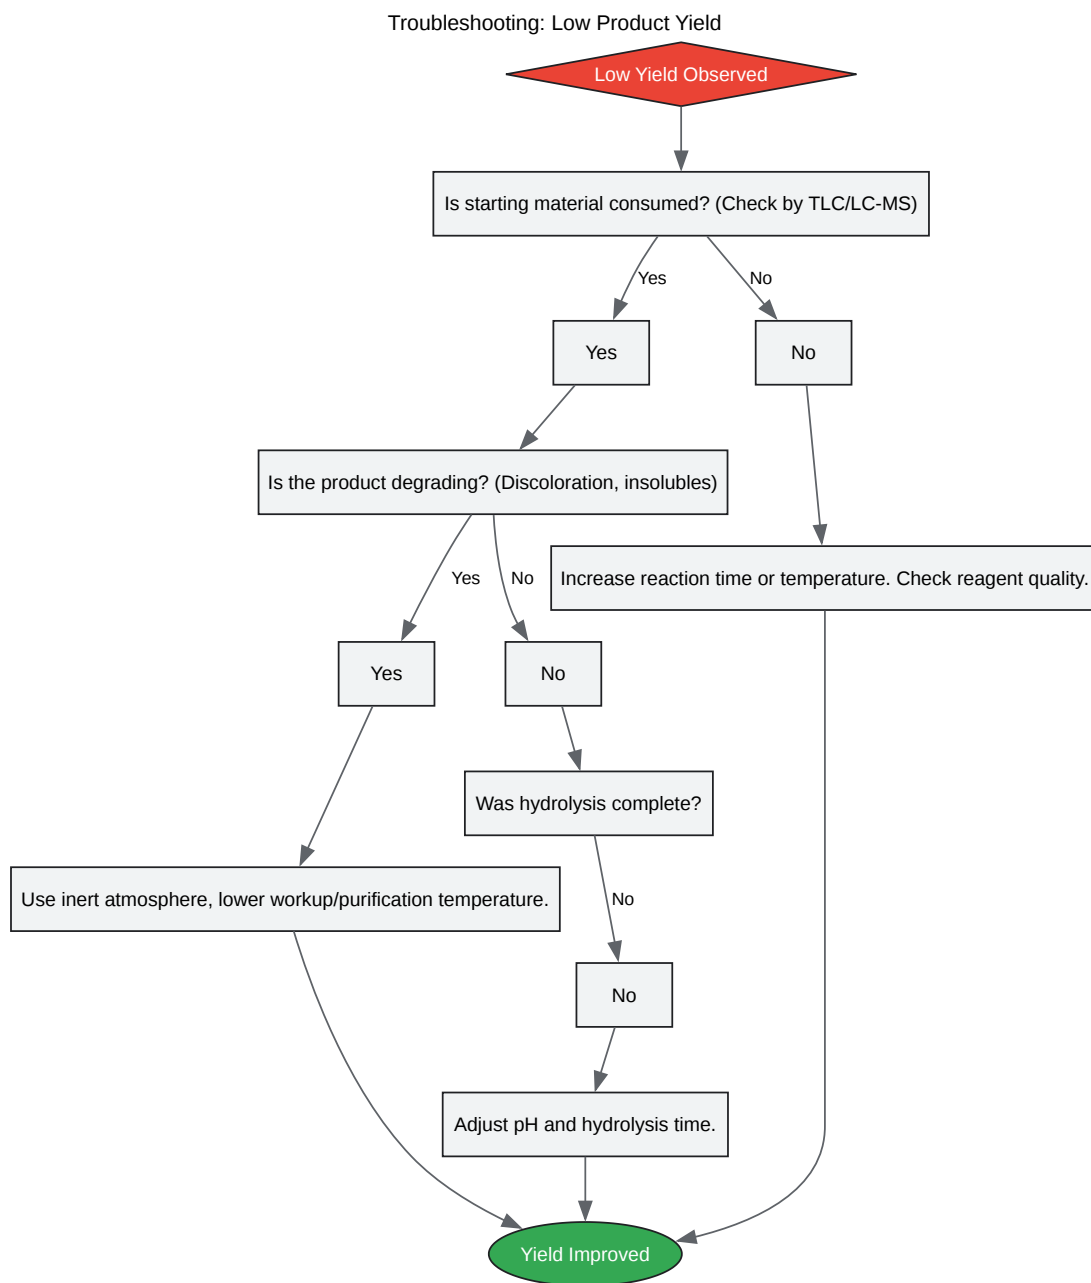 Troubleshooting: Low Product Yield
Low Yield Observed
Is starting material consumed? (Check by TLC/LC-MS)
Yes
No
Yes
No
Is the product degrading? (Discoloration, insolubles)
Yes
No
Increase reaction time or temperature. Check reagent quality.
Yes
No
Was hydrolysis complete?
Use inert atmosphere, lower workup/purification temperature.
No
No
Adjust pH and hydrolysis time.
Yield Improved